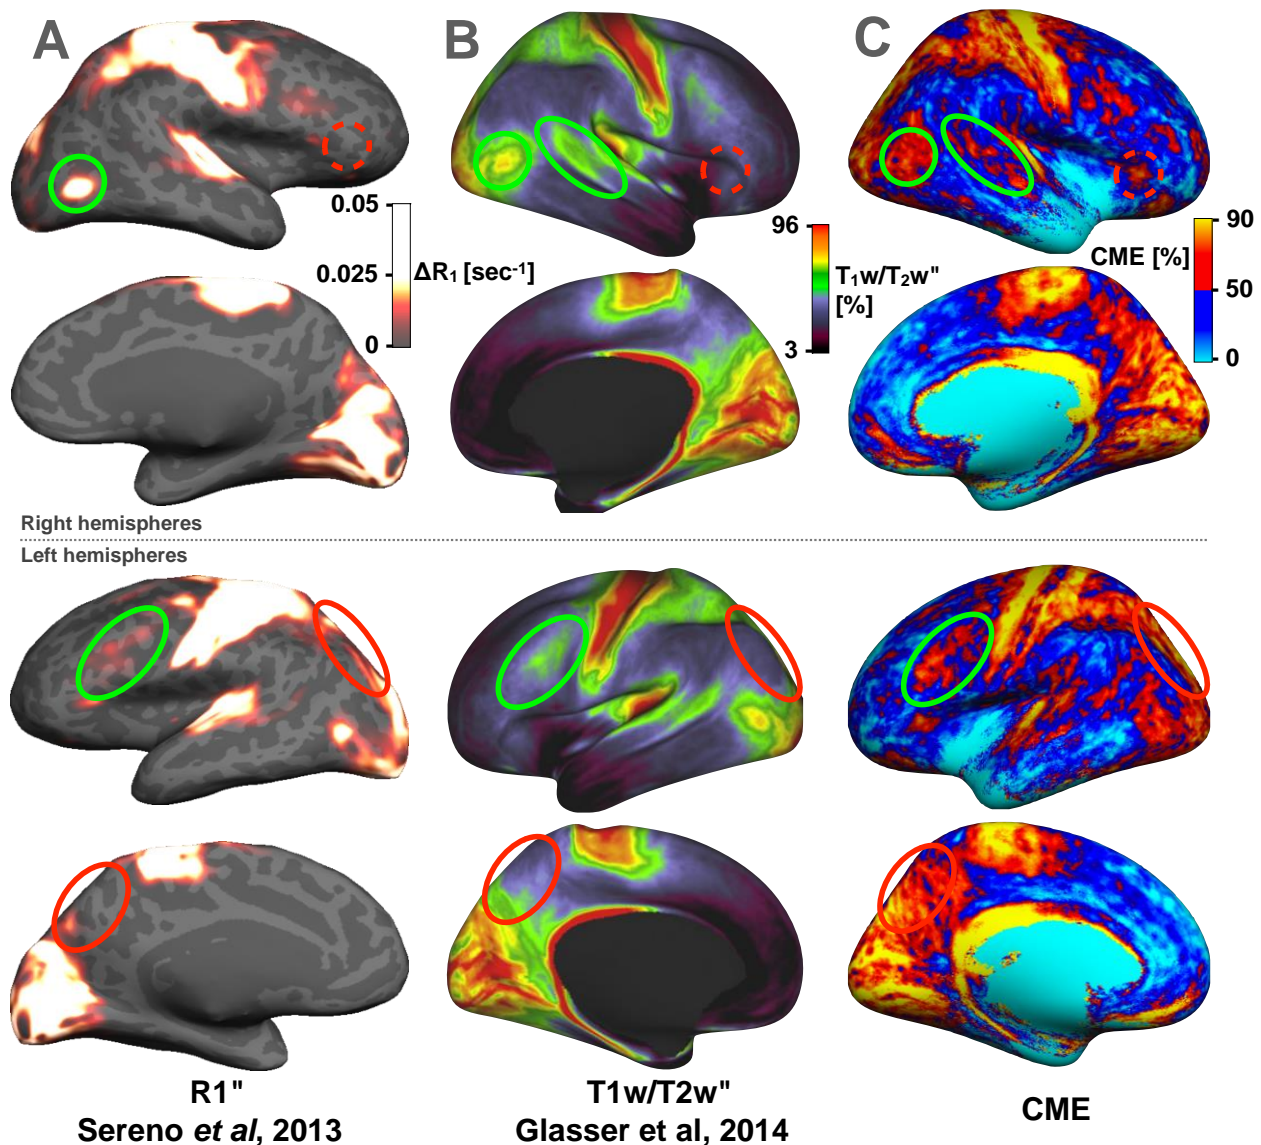 A
B
C
0.05
0.025
0
ΔR1 [sec-1]
96
3
T1w/T2w"
[%]
CME [%]
90
50
0
Right hemispheres
Left hemispheres
R1"
Sereno et al, 2013
T1w/T2w"
Glasser et al, 2014
CME